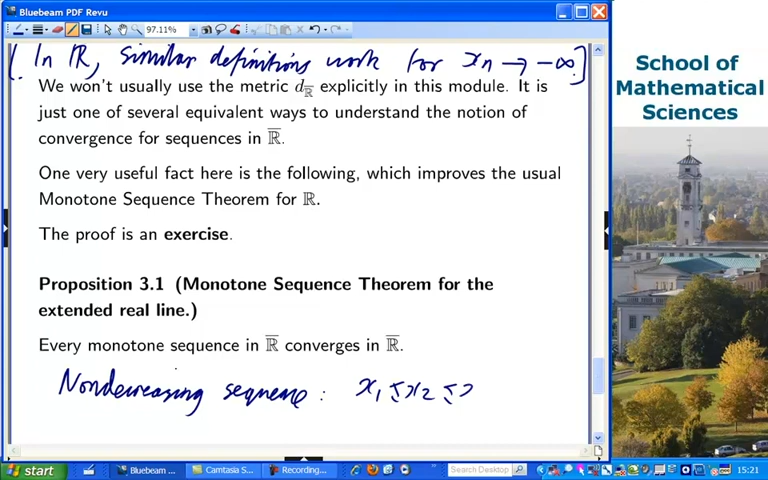 Bluebeam PDF Revu
97.11%
[In ℝ, Similar definitions work for xn → -∞.]
We won't usually use the metric dℝ̅ explicitly in this module. It is
just one of several equivalent ways to understand the notion of
convergence for sequences in ℝ̅.
One very useful fact here is the following, which improves the usual
Monotone Sequence Theorem for ℝ.
The proof is an exercise.
Proposition 3.1 (Monotone Sequence Theorem for the
extended real line.)
Every monotone sequence in ℝ̅ converges in ℝ̅.
Nondecreasing sequence: x1 ≤ x2 ≤
School of
Mathematical
Sciences
start
Bluebeam PDF Rev...
Camtasia S...
Recording...
Search Desktop
15:21